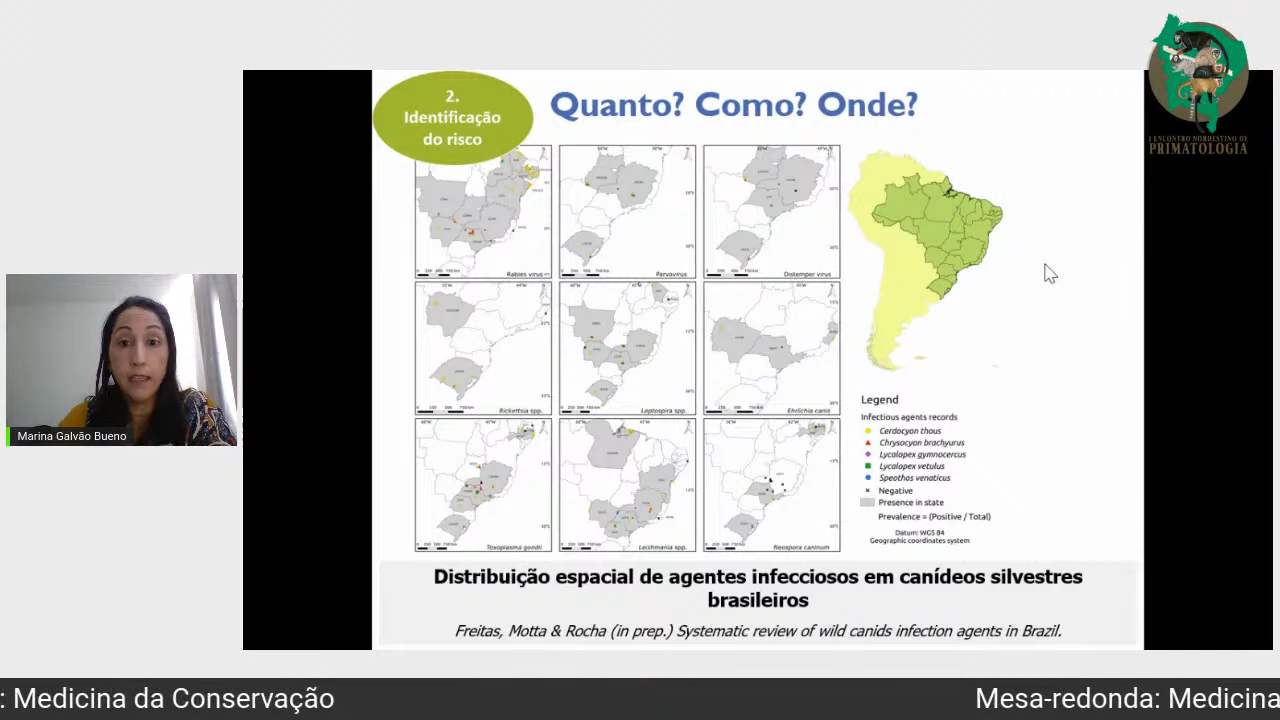 2.
Identificação
do risco
Quanto? Como? Onde?
I ENCONTRO NORDESTINO DE
PRIMATOLOGIA
Rabies virus
Parvovirus
Distemper virus
Rickettsia spp.
Leptospira spp.
Ehrlichia canis
Toxoplasma gondii
Leishmania spp.
Neospora caninum
Legend
Infectious agents records
Cerdocyon thous
Chrysocyon brachyurus
Lycalopex gymnocercus
Lycalopex vetulus
Speothos venaticus
Negative
Presence in state
Prevalence = (Positive / Total)
Datum: WGS 84
Geographic coordinates system
Marina Galvão Bueno
Distribuição espacial de agentes infecciosos em canídeos silvestres
brasileiros
Freitas, Motta & Rocha (in prep.) Systematic review of wild canids infection agents in Brazil.
: Medicina da Conservação
Mesa-redonda: Medicina